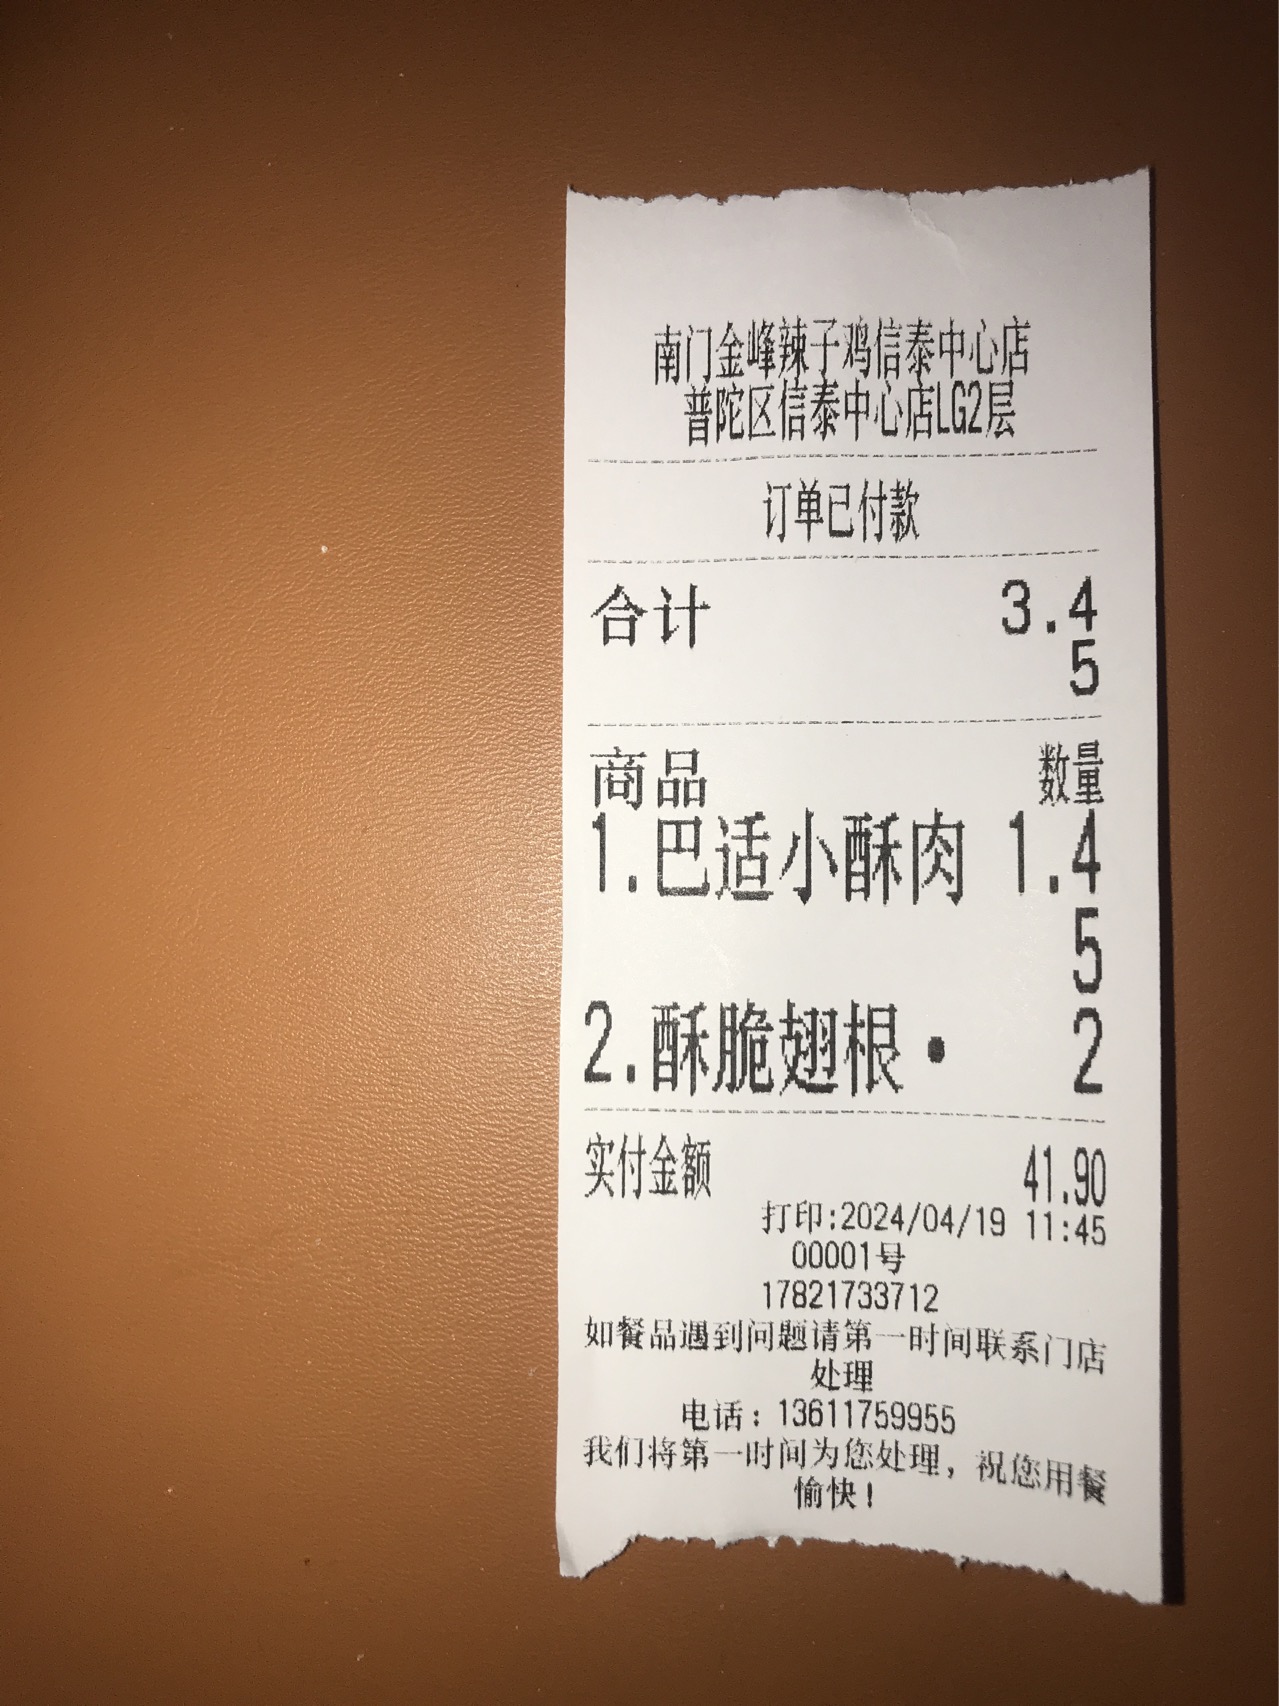 南门金峰辣子鸡信泰中心店
普陀区信泰中心店LG2层
订单已付款
合计 3.4
5
商品 数量
1.巴适小酥肉 1.4
5
2.酥脆翅根· 2
实付金额 41.90
打印:2024/04/19 11:45
00001号
17821733712
如餐品遇到问题请第一时间联系门店
处理
电话：13611759955
我们将第一时间为您处理，祝您用餐
愉快！